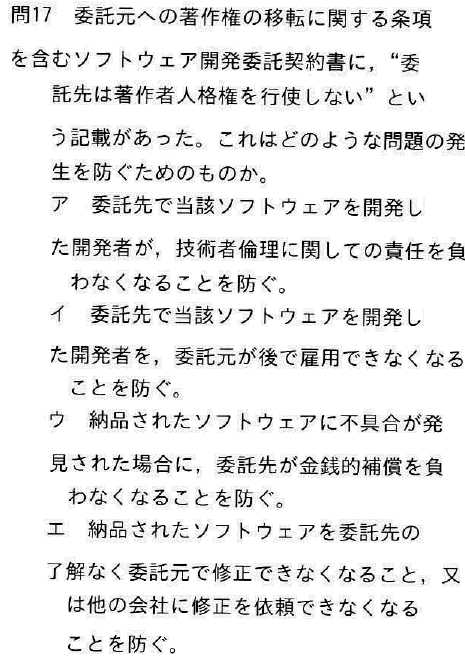 問17 委託元への著作権の移転に関する条項
を含むソフトウェア開発委託契約書に，“委
託先は著作者人格権を行使しない”とい
う記載があった。これはどのような問題の発
生を防ぐためのものか。
ア 委託先で当該ソフトウェアを開発し
た開発者が，技術者倫理に関しての責任を負
わなくなることを防ぐ。
イ 委託先で当該ソフトウェアを開発し
た開発者を，委託元が後で雇用できなくなる
ことを防ぐ。
ウ 納品されたソフトウェアに不具合が発
見された場合に，委託先が金銭的補償を負
わなくなることを防ぐ。
エ 納品されたソフトウェアを委託先の
了解なく委託元で修正できなくなること，又
は他の会社に修正を依頼できなくなる
ことを防ぐ。